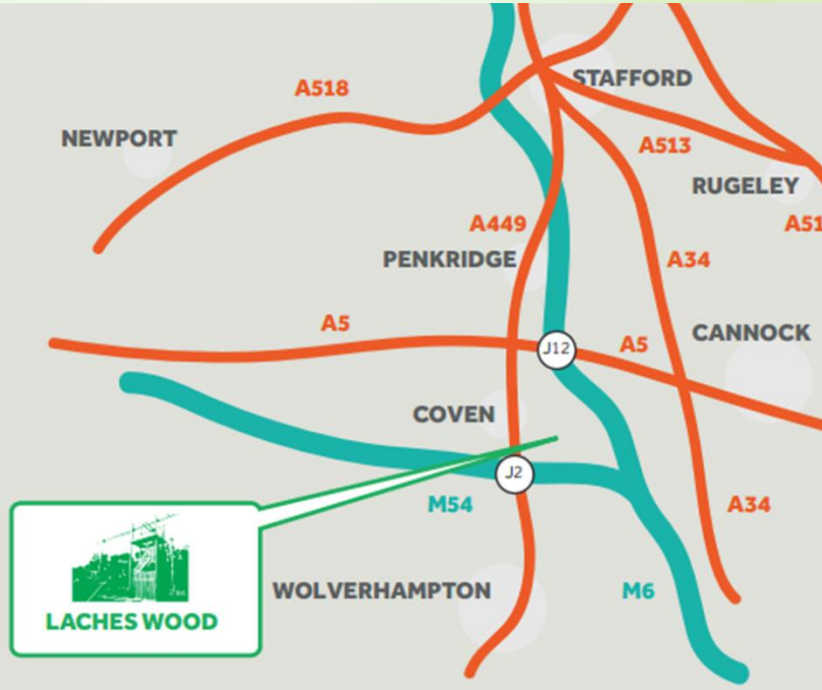 STAFFORD
A518
NEWPORT
A513
RUGELEY
A449
A51
PENKRIDGE
A34
A5
CANNOCK
A5
J12
COVEN
J2
M54
A34
WOLVERHAMPTON
M6
LACHES WOOD